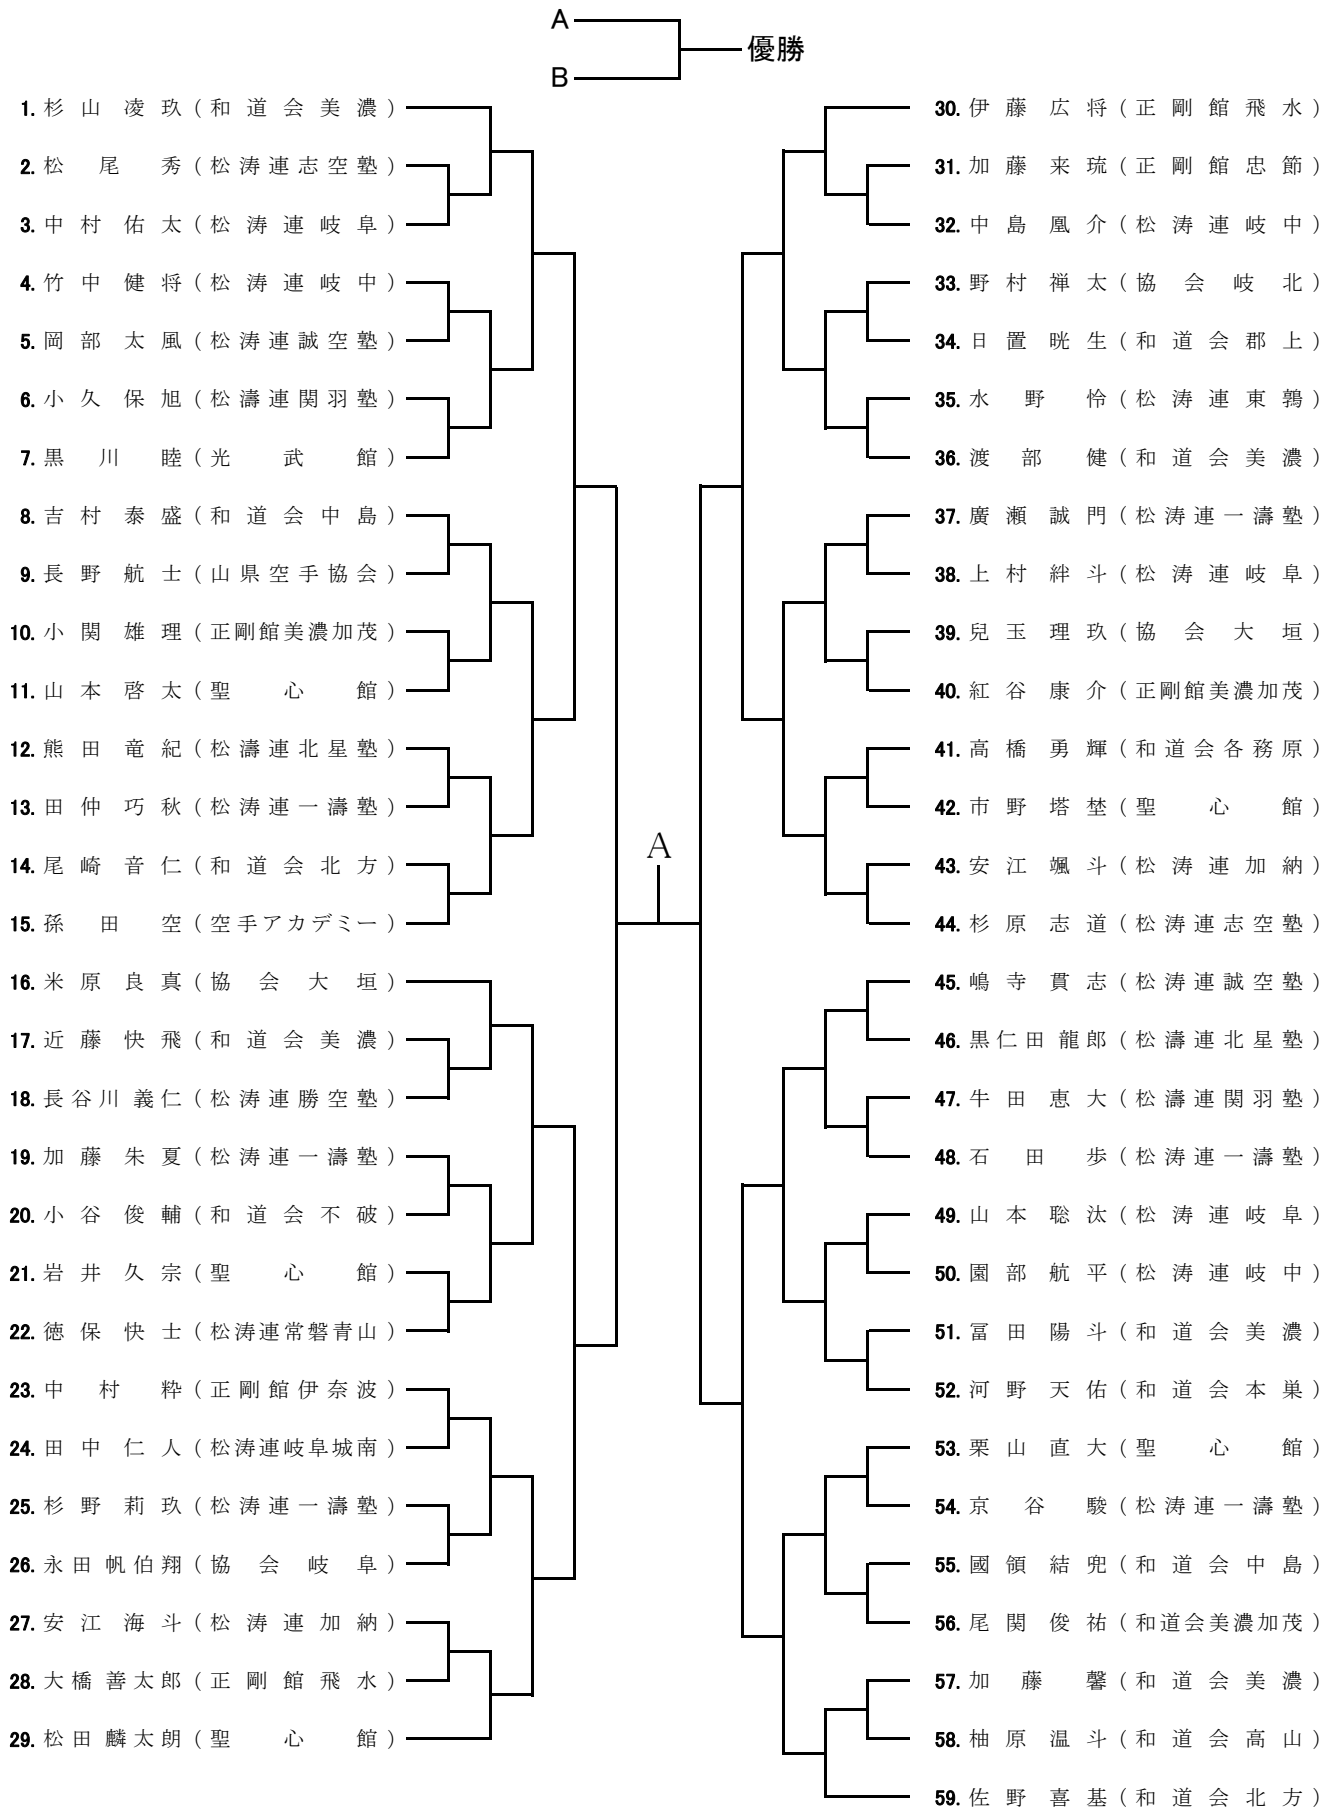 A
優勝
B
1. 杉山凌玖(和道会美濃)
2. 松尾秀(松涛連志空塾)
3. 中村佑太(松涛連岐阜)
4. 竹中健将(松涛連岐中)
5. 岡部太風(松涛連誠空塾)
6. 小久保旭(松濤連関羽塾)
7. 黒川睦(光武館)
8. 吉村泰盛(和道会中島)
9. 長野航士(山県空手協会)
10. 小関雄理(正剛館美濃加茂)
11. 山本啓太(聖心館)
12. 熊田竜紀(松濤連北星塾)
13. 田仲巧秋(松涛連一濤塾)
14. 尾崎音仁(和道会北方)
15. 孫田空(空手アカデミー)
16. 米原良真(協会大垣)
17. 近藤快飛(和道会美濃)
18. 長谷川義仁(松涛連勝空塾)
19. 加藤朱夏(松涛連一濤塾)
20. 小谷俊輔(和道会不破)
21. 岩井久宗(聖心館)
22. 徳保快士(松涛連常磐青山)
23. 中村粋(正剛館伊奈波)
24. 田中仁人(松涛連岐阜城南)
25. 杉野莉玖(松涛連一濤塾)
26. 永田帆伯翔(協会岐阜)
27. 安江海斗(松涛連加納)
28. 大橋善太郎(正剛館飛水)
29. 松田麟太朗(聖心館)
A
30. 伊藤広将(正剛館飛水)
31. 加藤来琉(正剛館忠節)
32. 中島凰介(松涛連岐中)
33. 野村禅太(協会岐北)
34. 日置晄生(和道会郡上)
35. 水野怜(松涛連東鶉)
36. 渡部健(和道会美濃)
37. 廣瀬誠門(松涛連一濤塾)
38. 上村絆斗(松涛連岐阜)
39. 兒玉理玖(協会大垣)
40. 紅谷康介(正剛館美濃加茂)
41. 高橋勇輝(和道会各務原)
42. 市野塔埜(聖心館)
43. 安江颯斗(松涛連加納)
44. 杉原志道(松涛連志空塾)
45. 嶋寺貫志(松涛連誠空塾)
46. 黒仁田龍郎(松濤連北星塾)
47. 牛田恵大(松濤連関羽塾)
48. 石田歩(松涛連一濤塾)
49. 山本聡汰(松涛連岐阜)
50. 園部航平(松涛連岐中)
51. 冨田陽斗(和道会美濃)
52. 河野天佑(和道会本巣)
53. 栗山直大(聖心館)
54. 京谷駿(松涛連一濤塾)
55. 國領結兜(和道会中島)
56. 尾関俊祐(和道会美濃加茂)
57. 加藤馨(和道会美濃)
58. 柚原温斗(和道会高山)
59. 佐野喜基(和道会北方)